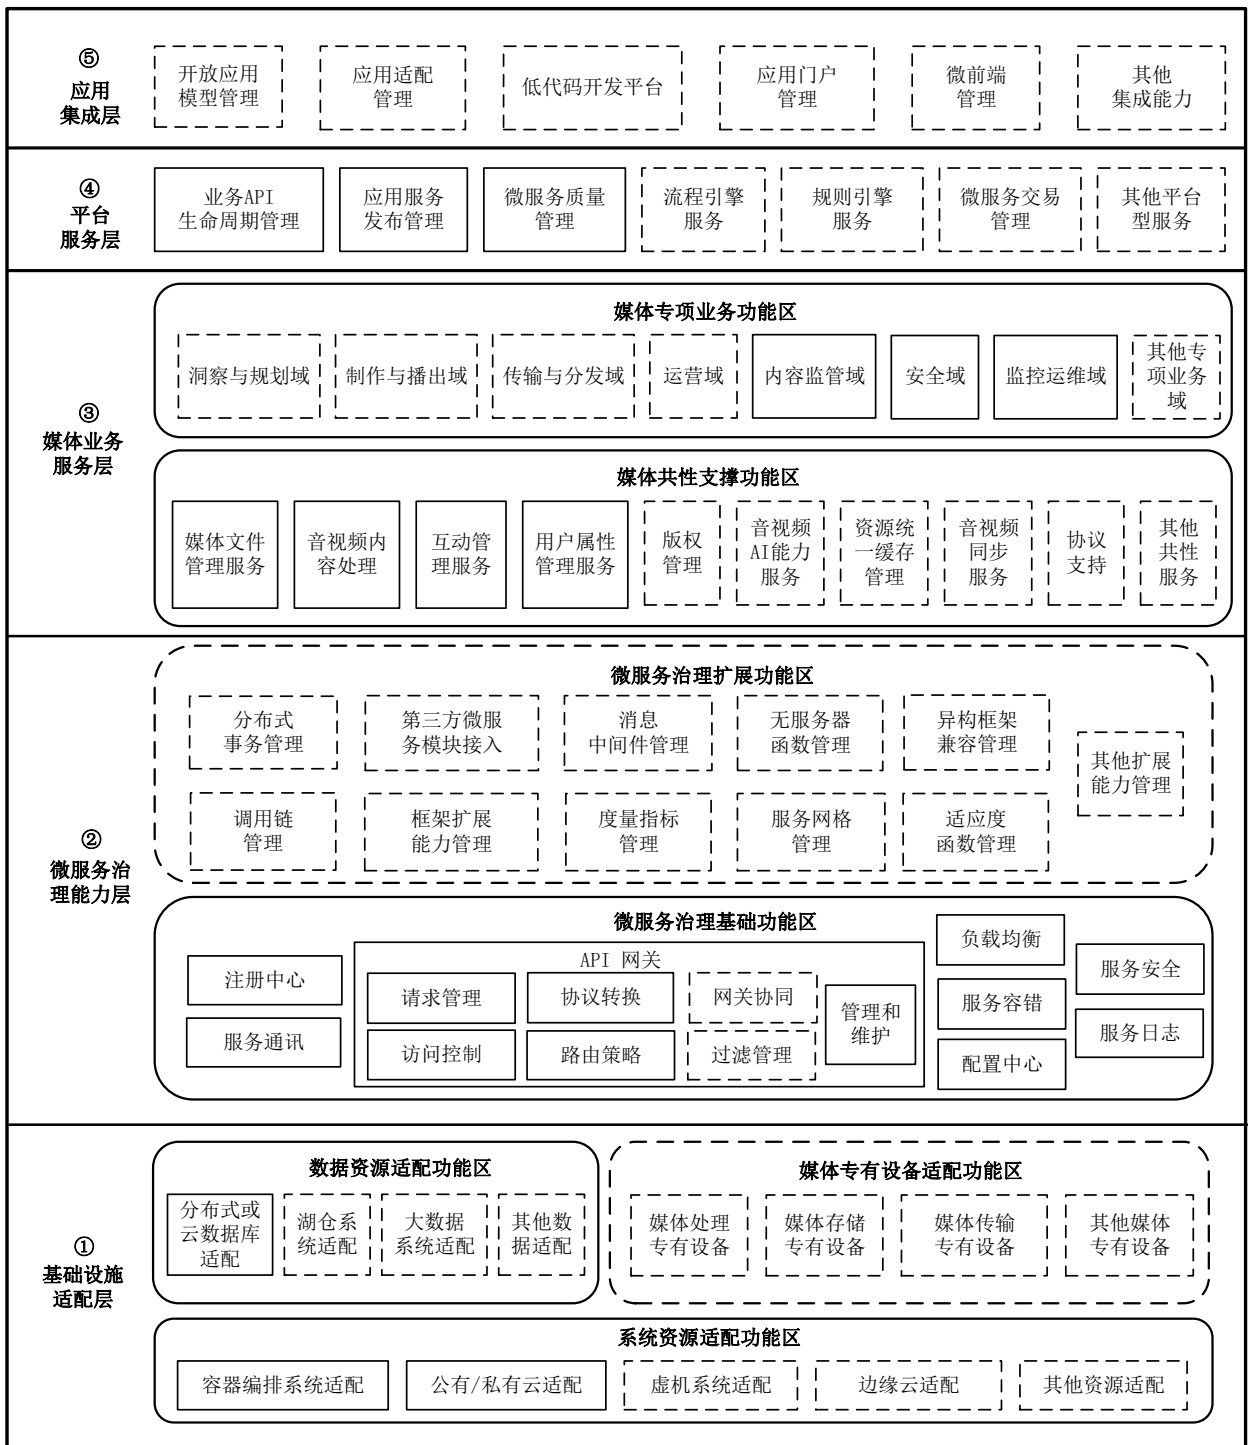 ⑤
应用
集成层
开放应用
模型管理
应用适配
管理
低代码开发平台
应用门户
管理
微前端
管理
其他
集成能力
④
平台
服务层
业务API
生命周期管理
应用服务
发布管理
微服务质量
管理
流程引擎
服务
规则引擎
服务
微服务交易
管理
其他平台
型服务
③
媒体业务
服务层
媒体专项业务功能区
洞察与规划域
制作与播出域
传输与分发域
运营域
内容监管域
安全域
监控运维域
其他专
项业务
域
媒体共性支撑功能区
媒体文件
管理服务
音视频内
容处理
互动管
理服务
用户属性
管理服务
版权
管理
音视频
AI能力
服务
资源统
一缓存
管理
音视频
同步
服务
协议
支持
其他
共性
服务
②
微服务治
理能力层
微服务治理扩展功能区
分布式
事务管理
第三方微服
务模块接入
消息
中间件管理
无服务器
函数管理
异构框架
兼容管理
其他扩展
能力管理
调用链
管理
框架扩展
能力管理
度量指标
管理
服务网格
管理
适应度
函数管理
微服务治理基础功能区
注册中心
服务通讯
API 网关
请求管理
协议转换
网关协同
访问控制
路由策略
过滤管理
管理和
维护
负载均衡
服务容错
配置中心
服务安全
服务日志
①
基础设施
适配层
数据资源适配功能区
分布式或
云数据库
适配
湖仓系
统适配
大数据
系统适配
其他数
据适配
媒体专有设备适配功能区
媒体处理
专有设备
媒体存储
专有设备
媒体传输
专有设备
其他媒体
专有设备
系统资源适配功能区
容器编排系统适配
公有/私有云适配
虚机系统适配
边缘云适配
其他资源适配